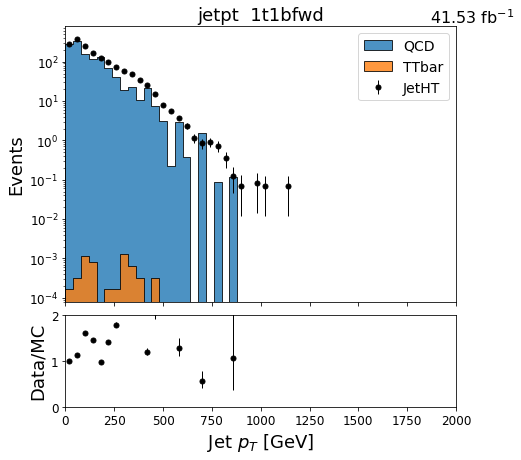 jetpt 1t1bfwd
41.53 fb⁻¹
QCD
TTbar
JetHT
Events
10²
10¹
10⁰
10⁻¹
10⁻²
10⁻³
10⁻⁴
Data/MC
2
1
0
0 250 500 750 1000 1250 1500 1750 2000
Jet p_T [GeV]